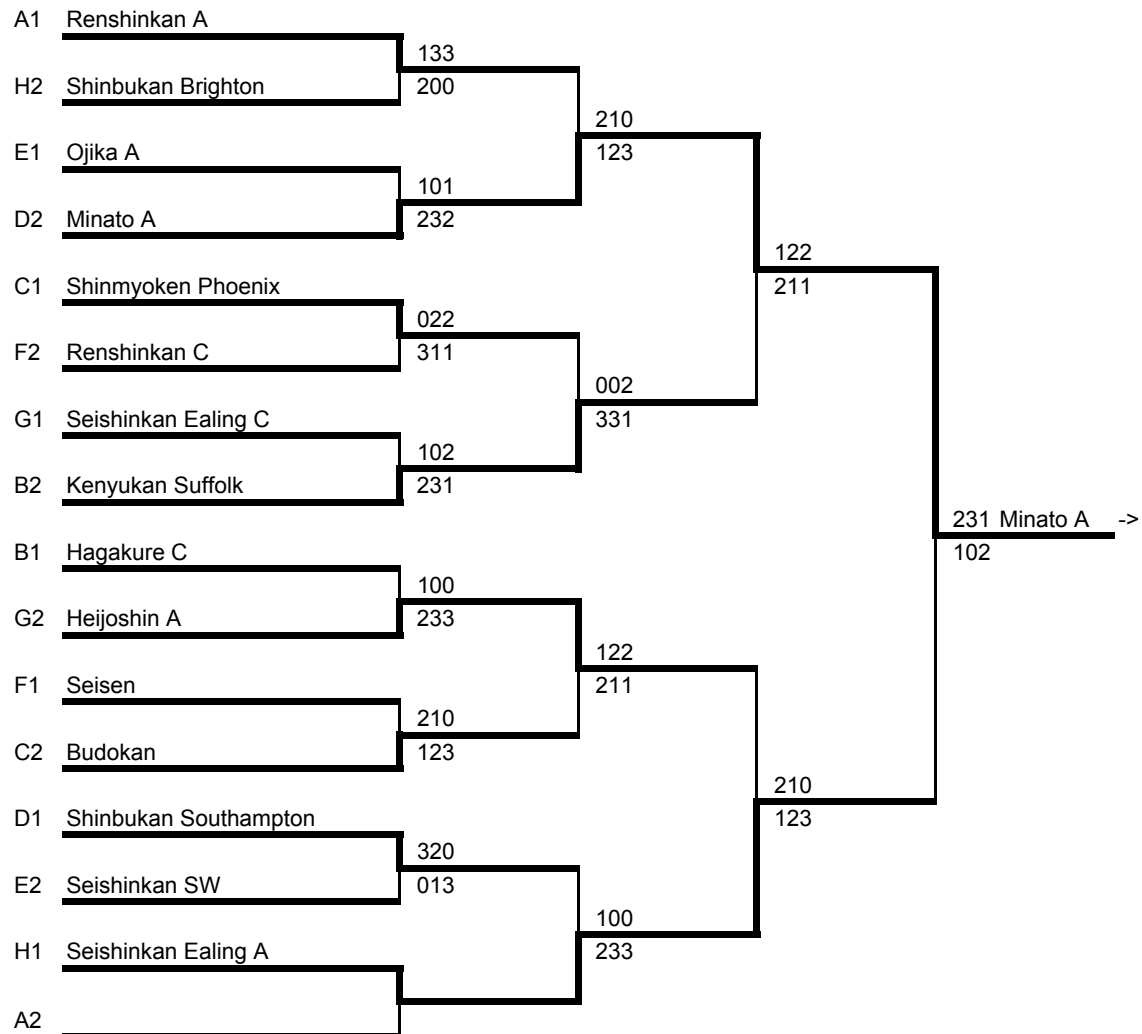 A1 Renshinkan A
133
H2 Shinbukan Brighton
200
210
E1 Ojika A
123
101
D2 Minato A
232
122
C1 Shinmyoken Phoenix
211
022
F2 Renshinkan C
311
002
G1 Seishinkan Ealing C
331
102
B2 Kenyukan Suffolk
231
231 Minato A ->
B1 Hagakure C
102
100
G2 Heijoshin A
233
122
F1 Seisen
211
210
C2 Budokan
123
210
D1 Shinbukan Southampton
123
320
E2 Seishinkan SW
013
100
H1 Seishinkan Ealing A
233
A2